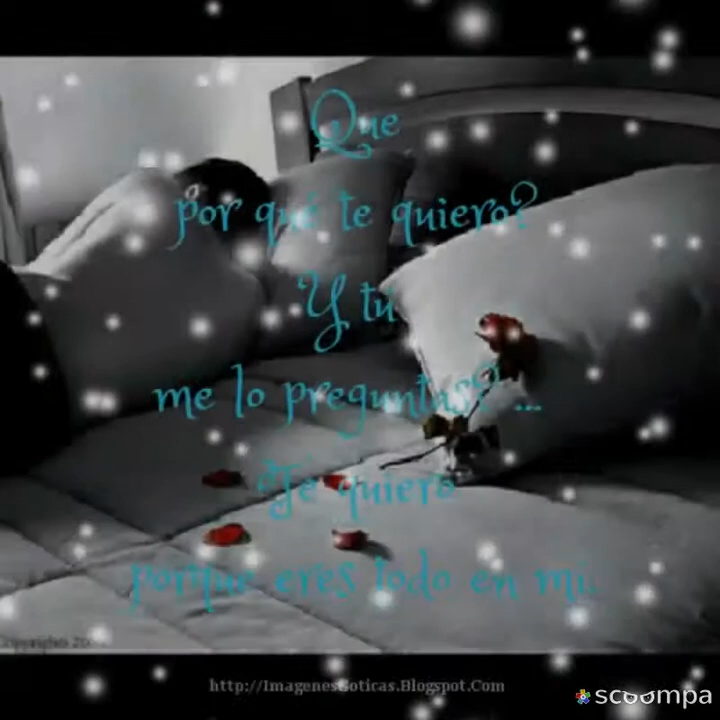 Que
por qué te quiero?
Y tú
me lo preguntas? ...
Te quiero
porque eres todo en mi.
http://ImagenesGoticas.Blogspot.Com
scoompa